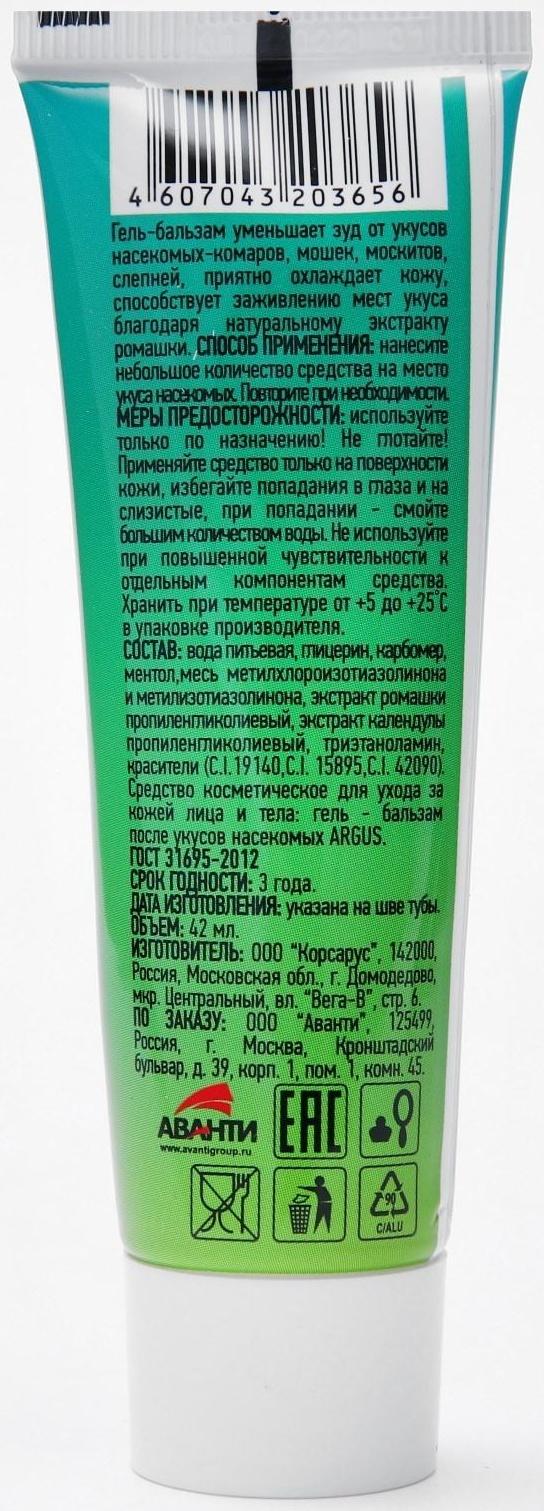 4 607043 203656
Гель-бальзам уменьшает зуд от укусов
насекомых-комаров, мошек, москитов,
слепней, приятно охлаждает кожу,
способствует заживлению мест укуса
благодаря натуральному экстракту
ромашки. СПОСОБ ПРИМЕНЕНИЯ: нанесите
небольшое количество средства на место
укуса насекомых. Повторите при необходимости.
МЕРЫ ПРЕДОСТОРОЖНОСТИ: используйте
только по назначению! Не глотайте!
Применяйте средство только на поверхности
кожи, избегайте попадания в глаза и на
слизистые, при попадании - смойте
большим количеством воды. Не используйте
при повышенной чувствительности к
отдельным компонентам средства.
Хранить при температуре от +5 до +25°С
в упаковке производителя.
СОСТАВ: вода питьевая, глицерин, карбомер,
ментол,месь метилхлороизотиазолинона
и метилизотиазолинона, экстракт ромашки
пропиленгликолиевый, экстракт календулы
пропиленгликолиевый, триэтаноламин,
красители (C.I.19140,C.I. 15895,C.I. 42090).
Средство косметическое для ухода за
кожей лица и тела: гель - бальзам
после укусов насекомых ARGUS.
ГОСТ 31695-2012
СРОК ГОДНОСТИ: 3 года.
ДАТА ИЗГОТОВЛЕНИЯ: указана на шве тубы.
ОБЪЕМ: 42 мл.
ИЗГОТОВИТЕЛЬ: ООО "Корсарус", 142000,
Россия, Московская обл., г. Домодедово,
мкр. Центральный, вл. "Вега-В", стр. 6.
ПО ЗАКАЗУ: ООО "Аванти", 125499,
Россия, г. Москва, Кронштадский
бульвар, д. 39, корп. 1, пом. 1, комн. 45.
АВАНТИ
www.avantigroup.ru
EAC
90
C/ALU